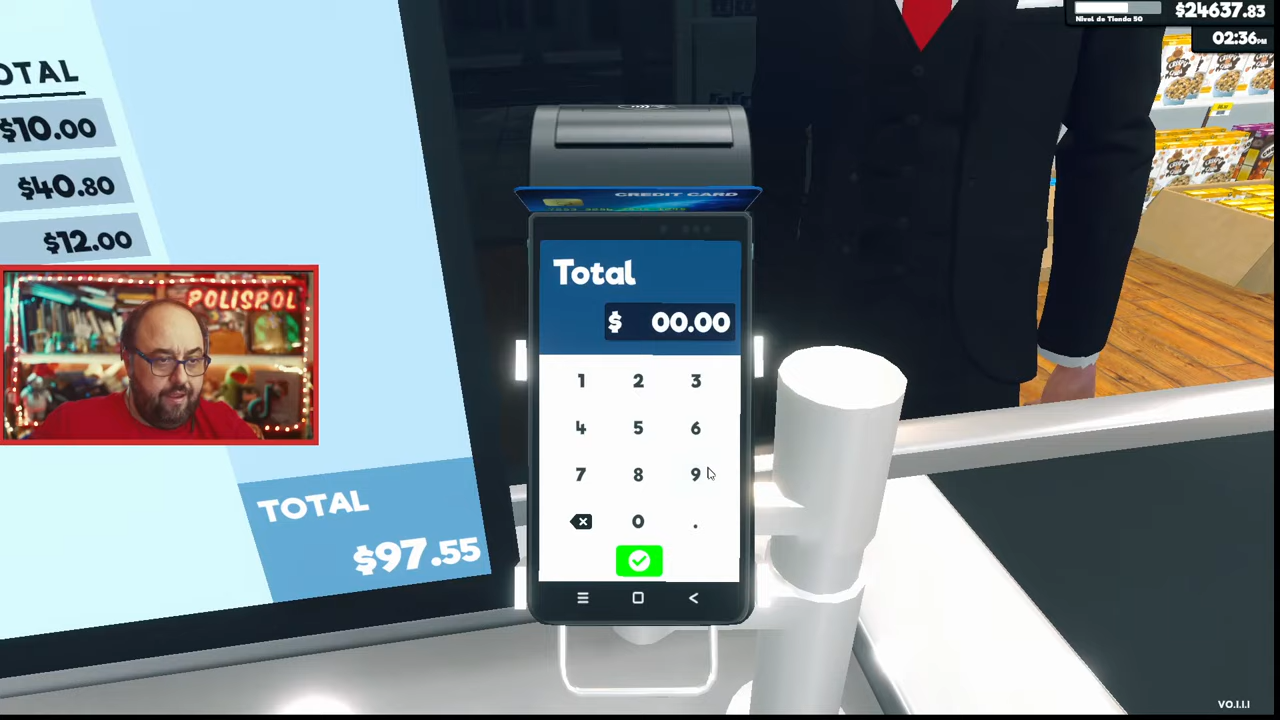 $24637.83
Nivel de Tienda 50
02:36PM
OTAL
$10.00
$40.80
$12.00
CREDIT CARD
POLISPOL
Total
$ 00.00
1 2 3
4 5 6
7 8 9
0 .
TOTAL
$97.55
V0.1.1.1